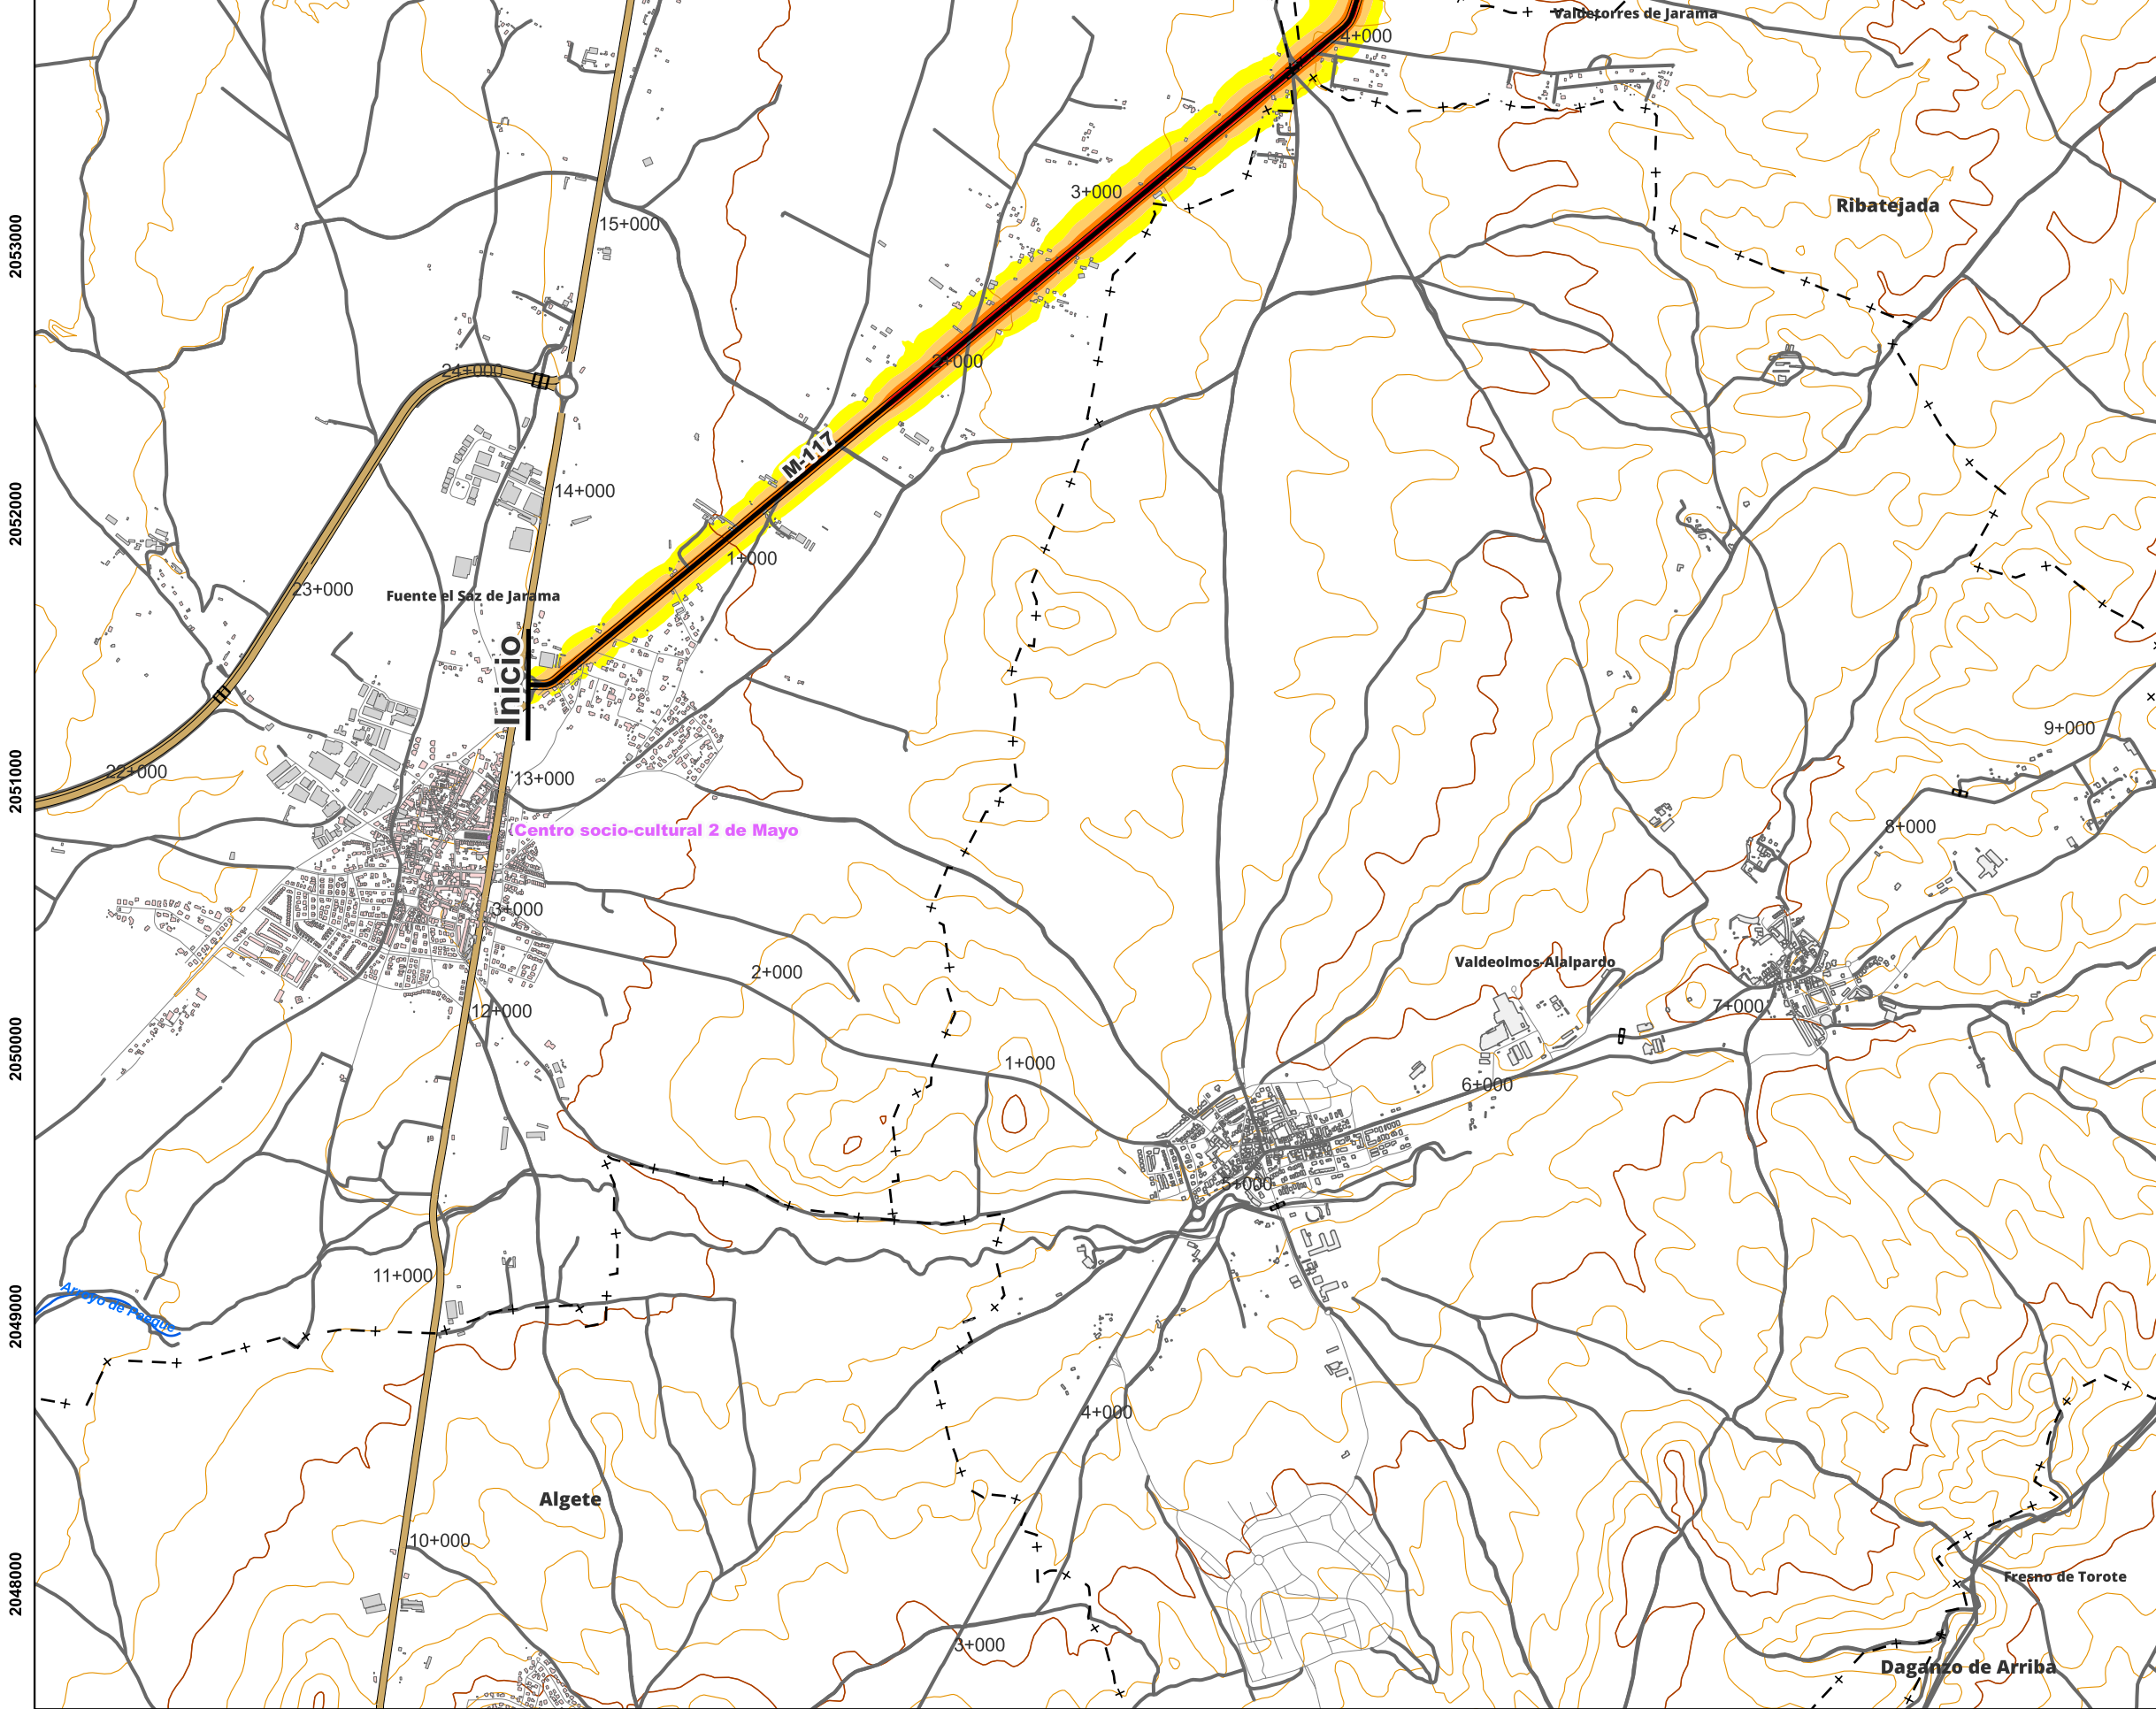 Valdetorres de Jarama
4+000
2053000
15+000
3+000
Ribatejada
24+000
2+000
M-117
2052000
14+000
1+000
23+000
Fuente el Saz de Jarama
Inicio
2051000
22+000
13+000
9+000
Centro socio-cultural 2 de Mayo
8+000
3+000
2+000
Valdeolmos-Alalpardo
2050000
12+000
7+000
1+000
6+000
5+000
2049000
11+000
Arroyo de Paeque
4+000
Algete
10+000
2048000
Fresno de Torote
3+000
Daganzo de Arriba